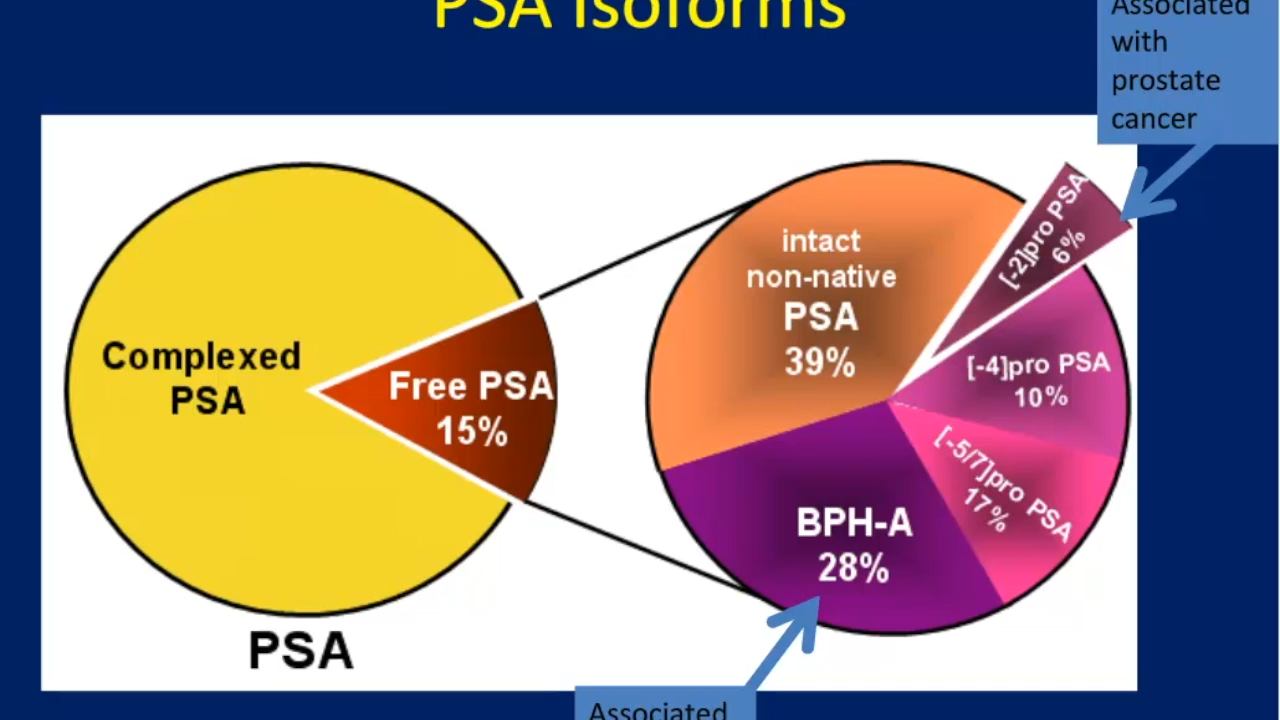 PSA Isoforms
Associated
with
prostate
cancer
Complexed
PSA
Free PSA
15%
PSA
intact
non-native
PSA
39%
[-2]pro PSA
6%
[-4]pro PSA
10%
[-5/7]pro PSA
17%
BPH-A
28%
Associated